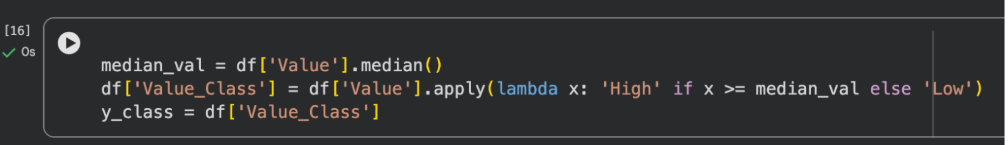 [16]
0s
median_val = df['Value'].median()
df['Value_Class'] = df['Value'].apply(lambda x: 'High' if x >= median_val else 'Low')
y_class = df['Value_Class']